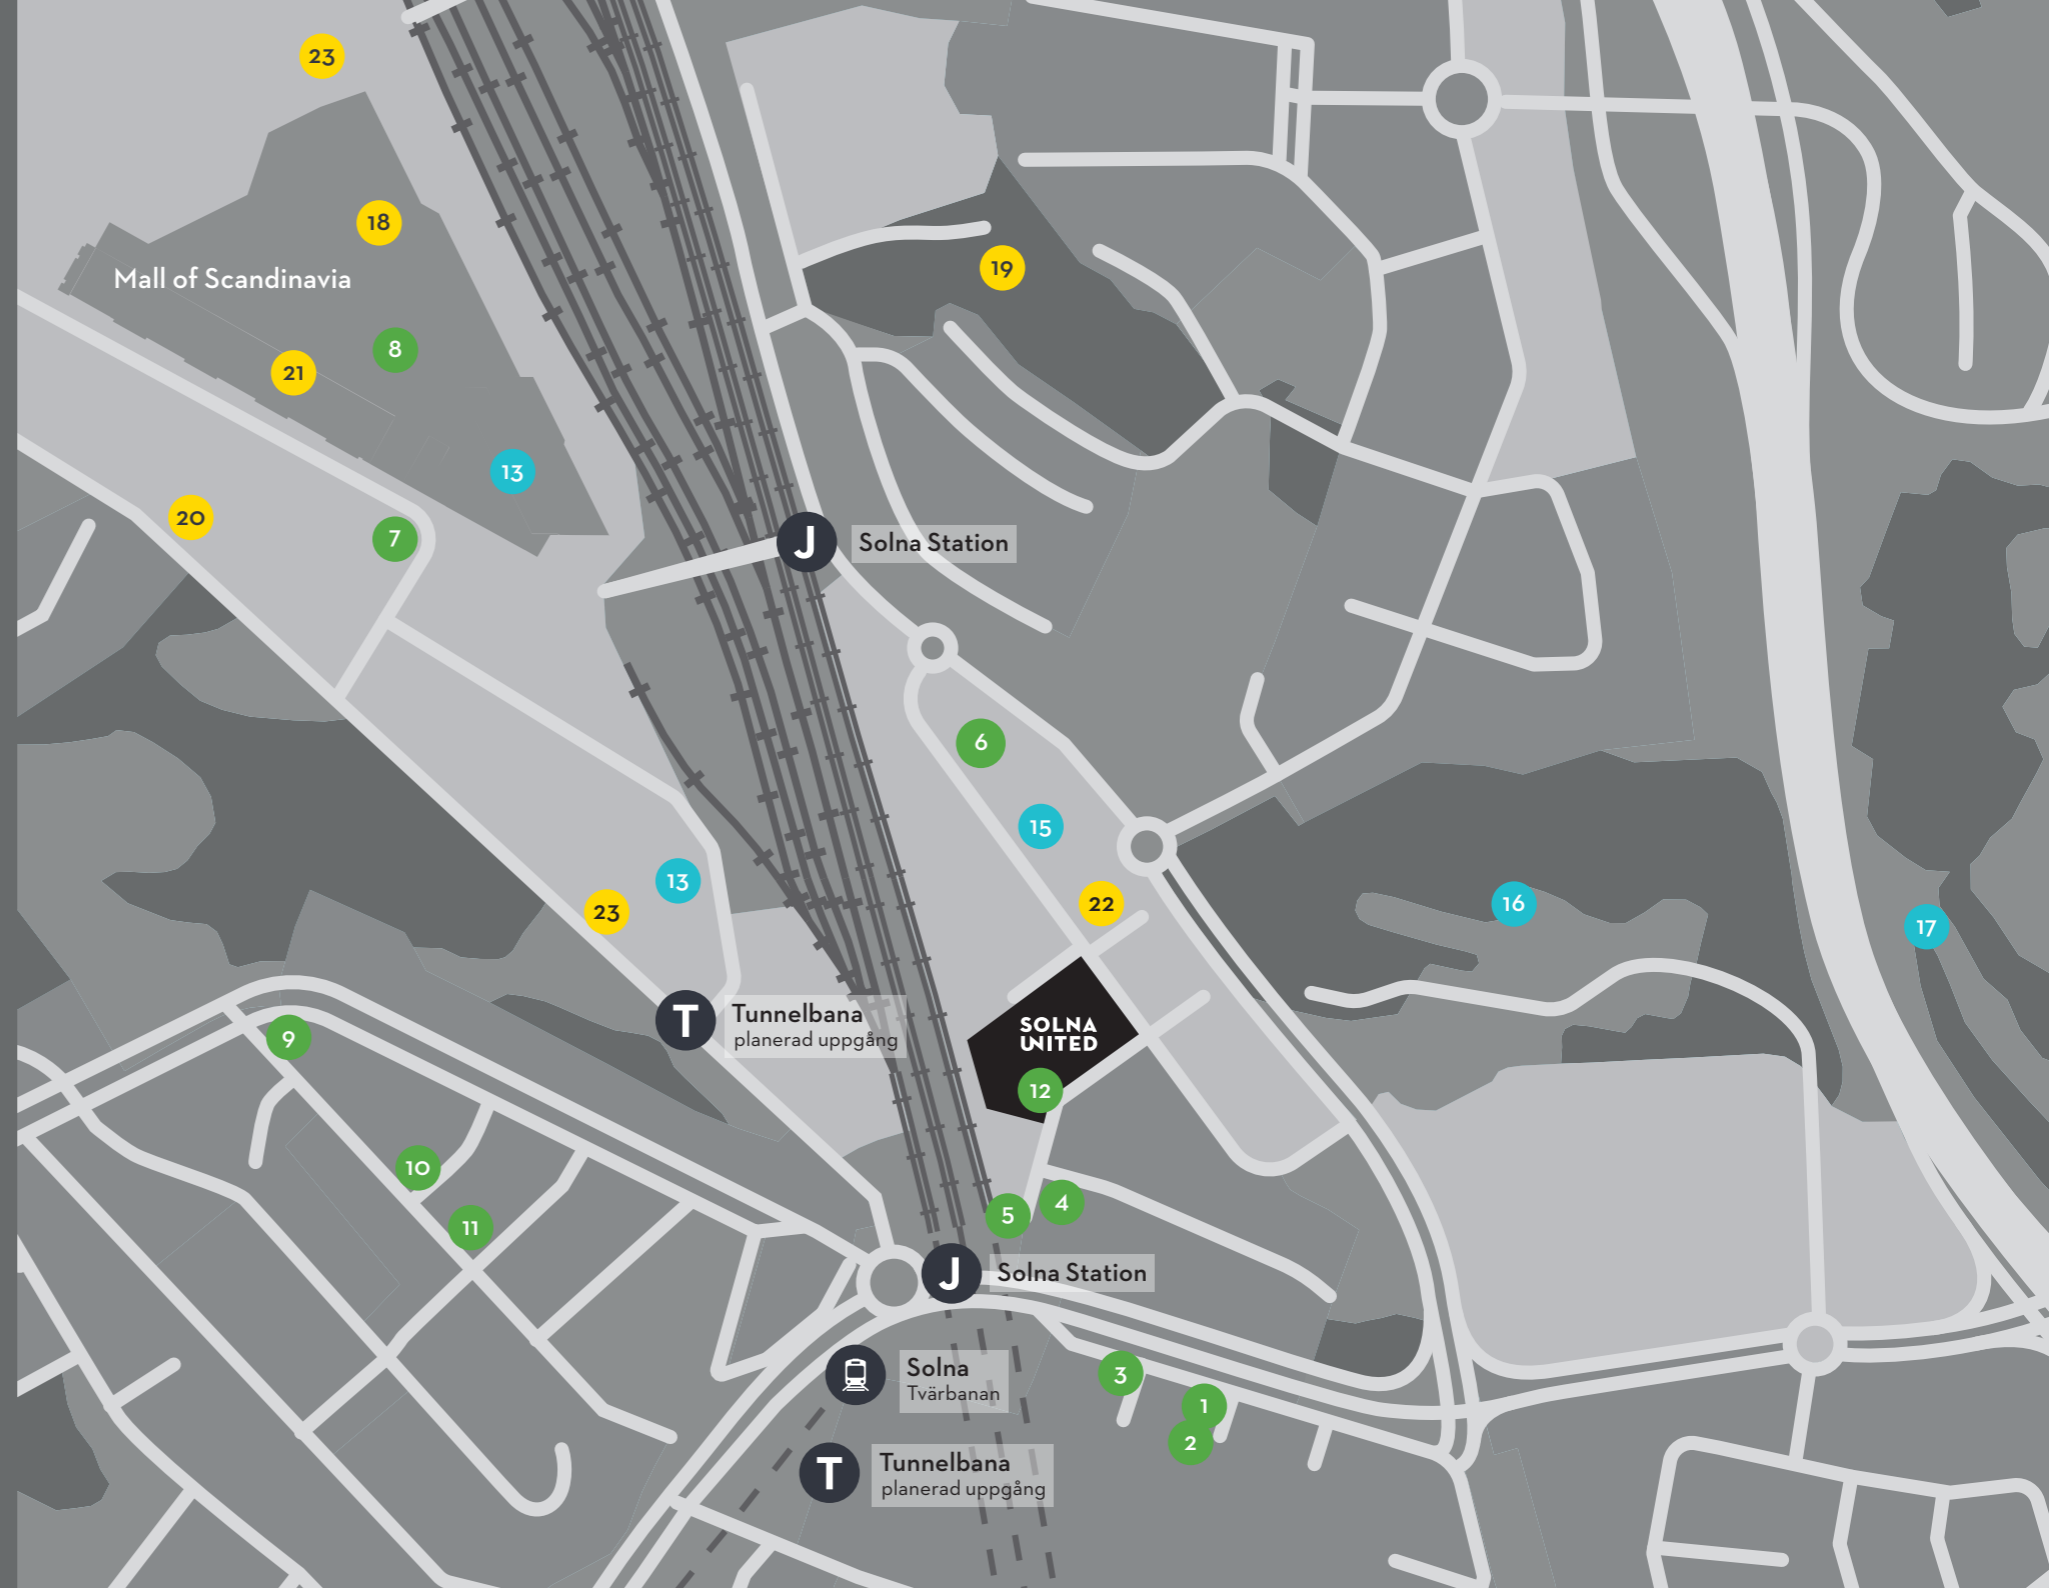 23
18
19
Mall of Scandinavia
8
21
13
20
7
J
Solna Station
6
15
13
23
22
16
17
T
Tunnelbana
planerad uppgång
SOLNA
UNITED
9
12
10
11
5
4
J
Solna Station
Solna
Tvärbanan
3
1
2
T
Tunnelbana
planerad uppgång